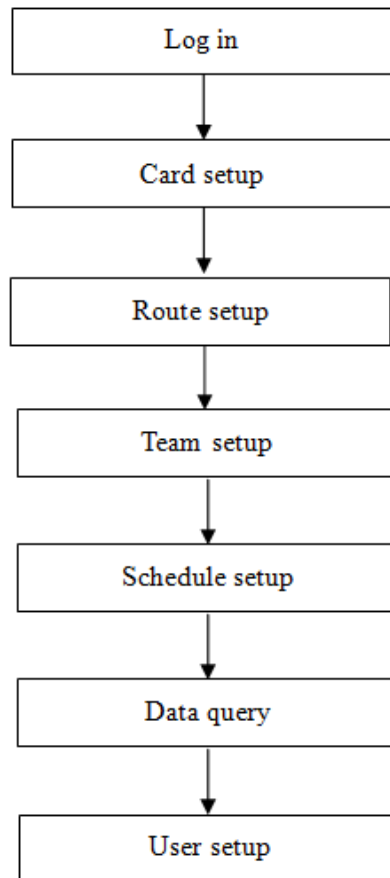 Log in
Card setup
Route setup
Team setup
Schedule setup
Data query
User setup